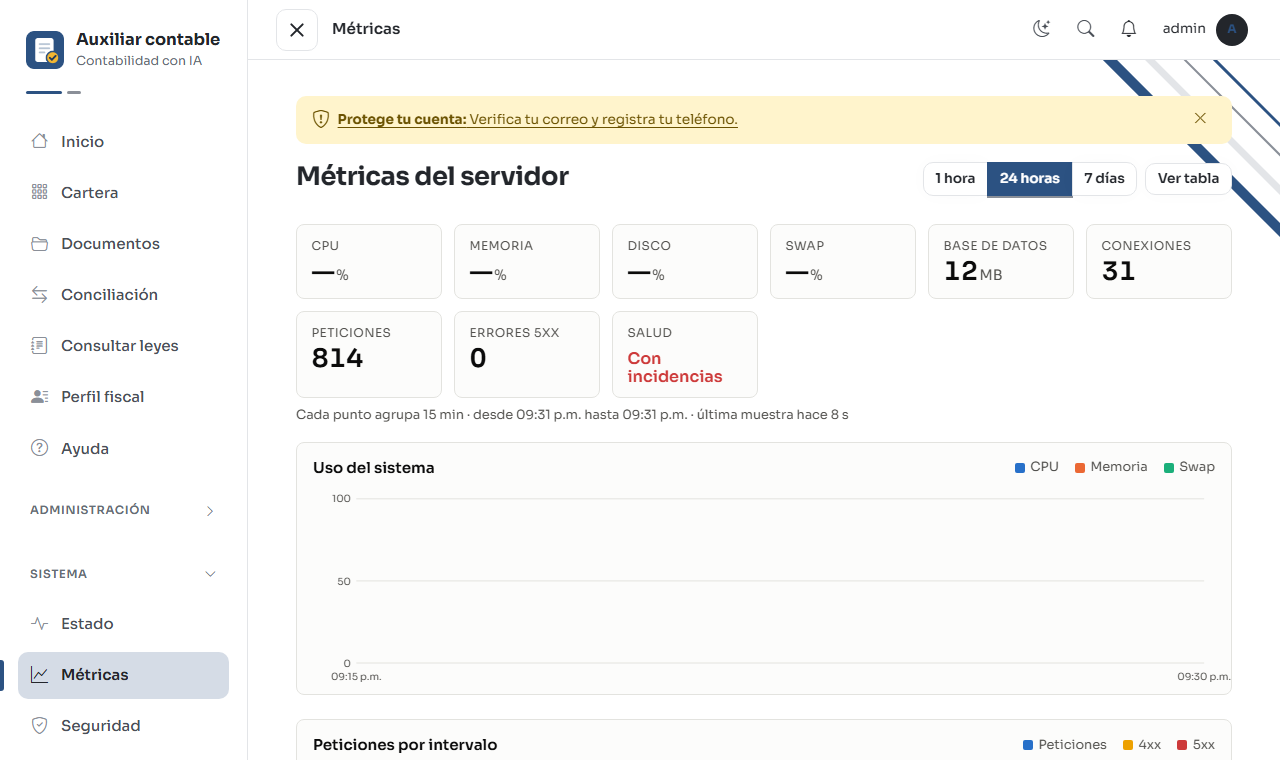 Auxiliar contable
Contabilidad con IA
Inicio
Cartera
Documentos
Conciliación
Consultar leyes
Perfil fiscal
Ayuda
ADMINISTRACIÓN
SISTEMA
Estado
Métricas
Seguridad
Métricas
admin
A
Protege tu cuenta: Verifica tu correo y registra tu teléfono.
Métricas del servidor
1 hora
24 horas
7 días
Ver tabla
CPU
—%
MEMORIA
—%
DISCO
—%
SWAP
—%
BASE DE DATOS
12 MB
CONEXIONES
31
PETICIONES
814
ERRORES 5XX
0
SALUD
Con
incidencias
Cada punto agrupa 15 min · desde 09:31 p.m. hasta 09:31 p.m. · última muestra hace 8 s
Uso del sistema
CPU
Memoria
Swap
100
50
0
09:15 p.m.
09:30 p.m.
Peticiones por intervalo
Peticiones
4xx
5xx